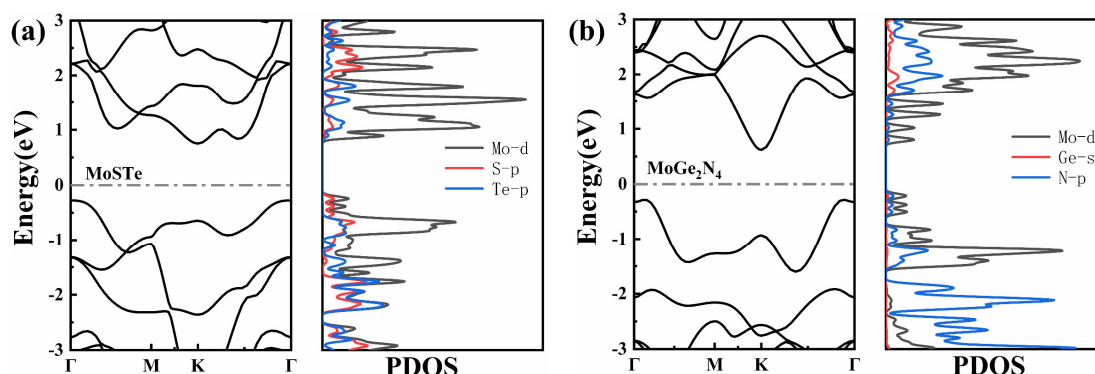 (a)
Energy(eV)
3
2
1
0
-1
-2
-3
MoSTe
Γ M K Γ
Mo-d
S-p
Te-p
PDOS
(b)
Energy(eV)
3
2
1
0
-1
-2
-3
MoGe₂N₄
Γ M K Γ
Mo-d
Ge-s
N-p
PDOS